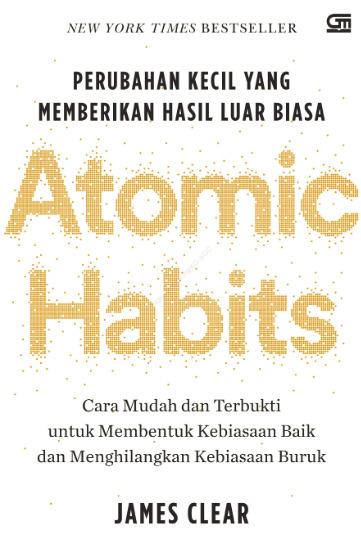 NEW YORK TIMES BESTSELLER
GM
PERUBAHAN KECIL YANG
MEMBERIKAN HASIL LUAR BIASA
Atomic
Habits
Cara Mudah dan Terbukti
untuk Membentuk Kebiasaan Baik
dan Menghilangkan Kebiasaan Buruk
JAMES CLEAR